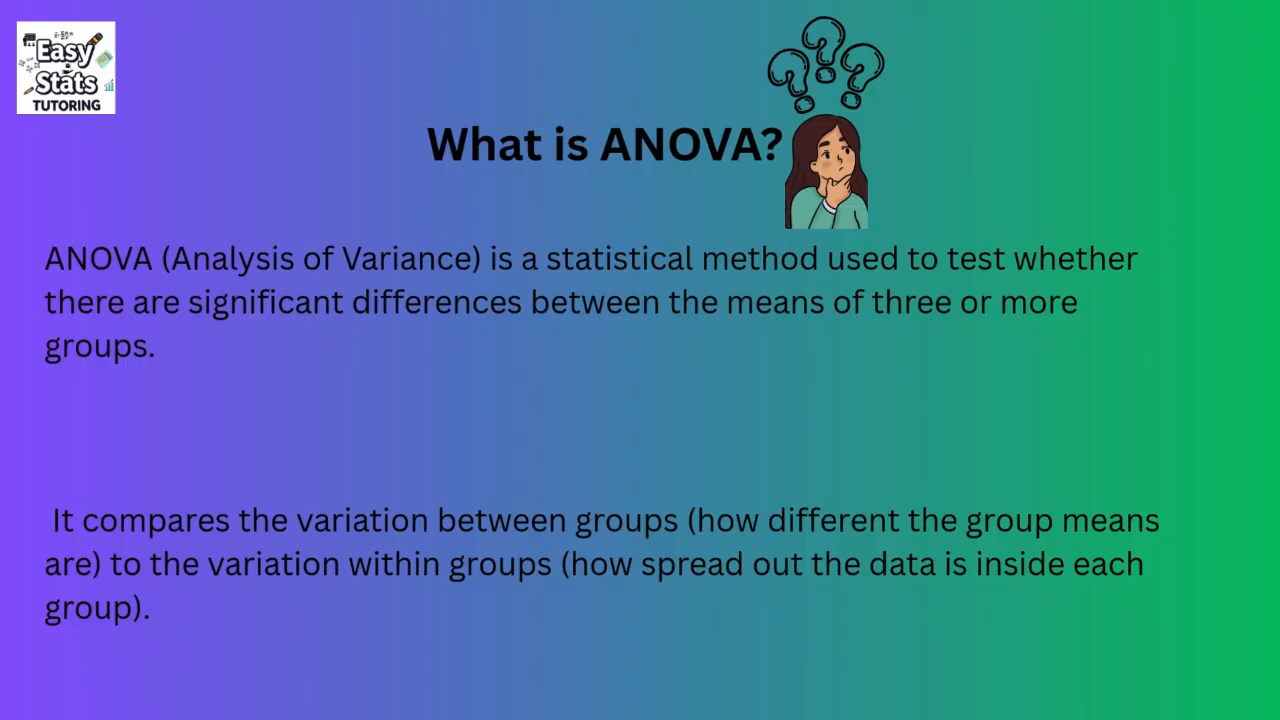 Easy
Stats
TUTORING
What is ANOVA?
ANOVA (Analysis of Variance) is a statistical method used to test whether
there are significant differences between the means of three or more
groups.
It compares the variation between groups (how different the group means
are) to the variation within groups (how spread out the data is inside each
group).